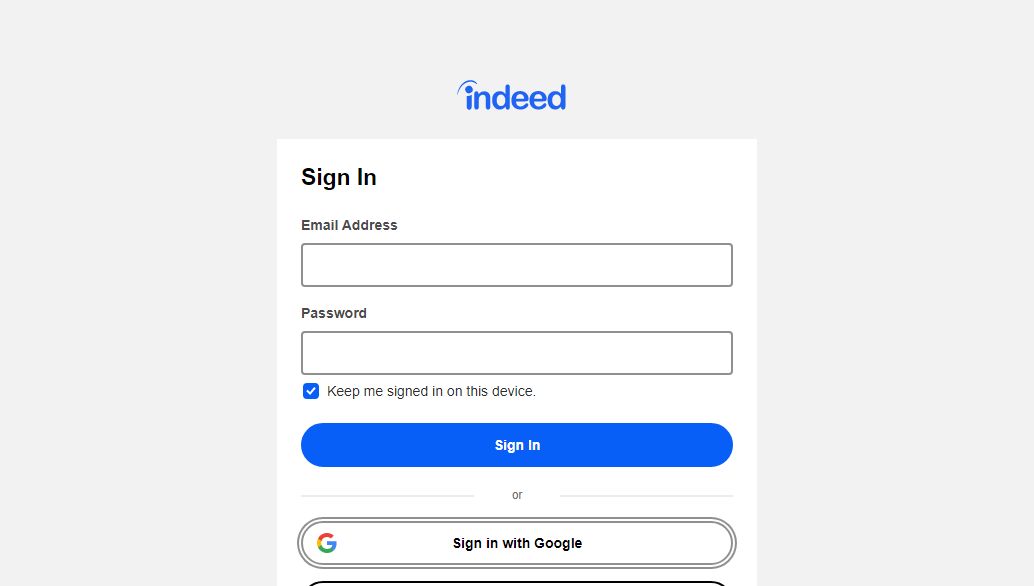 indeed
Sign In
Email Address
Password
Keep me signed in on this device.
Sign In
or
Sign in with Google